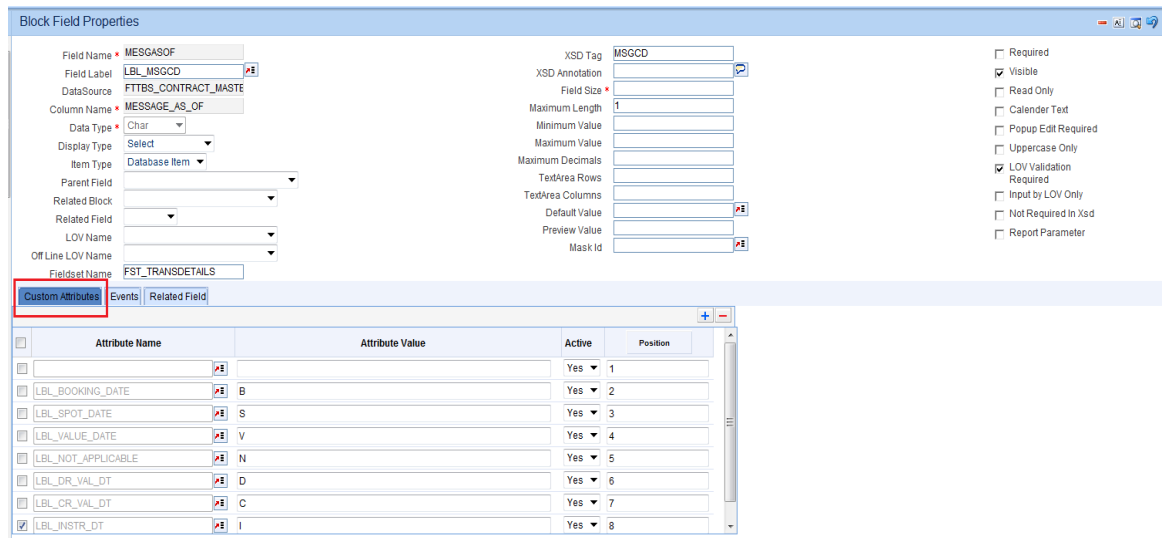 Block Field Properties
Field Name * MESGASOF
Field Label LBL_MSGCD
DataSource FTTBS_CONTRACT_MASTE
Column Name * MESSAGE_AS_OF
Data Type * Char
Display Type Select
Item Type Database Item
Parent Field
Related Block
Related Field
LOV Name
Off Line LOV Name
Fieldset Name FST_TRANSDETAILS
XSD Tag MSGCD
XSD Annotation
Field Size *
Maximum Length 1
Minimum Value
Maximum Value
Maximum Decimals
TextArea Rows
TextArea Columns
Default Value
Preview Value
Mask Id
Required
Visible
Read Only
Calender Text
Popup Edit Required
Uppercase Only
LOV Validation
Required
Input by LOV Only
Not Required In Xsd
Report Parameter
Custom Attributes Events Related Field
Attribute Name Attribute Value Active Position
Yes 1
LBL_BOOKING_DATE B Yes 2
LBL_SPOT_DATE S Yes 3
LBL_VALUE_DATE V Yes 4
LBL_NOT_APPLICABLE N Yes 5
LBL_DR_VAL_DT D Yes 6
LBL_CR_VAL_DT C Yes 7
LBL_INSTR_DT I Yes 8